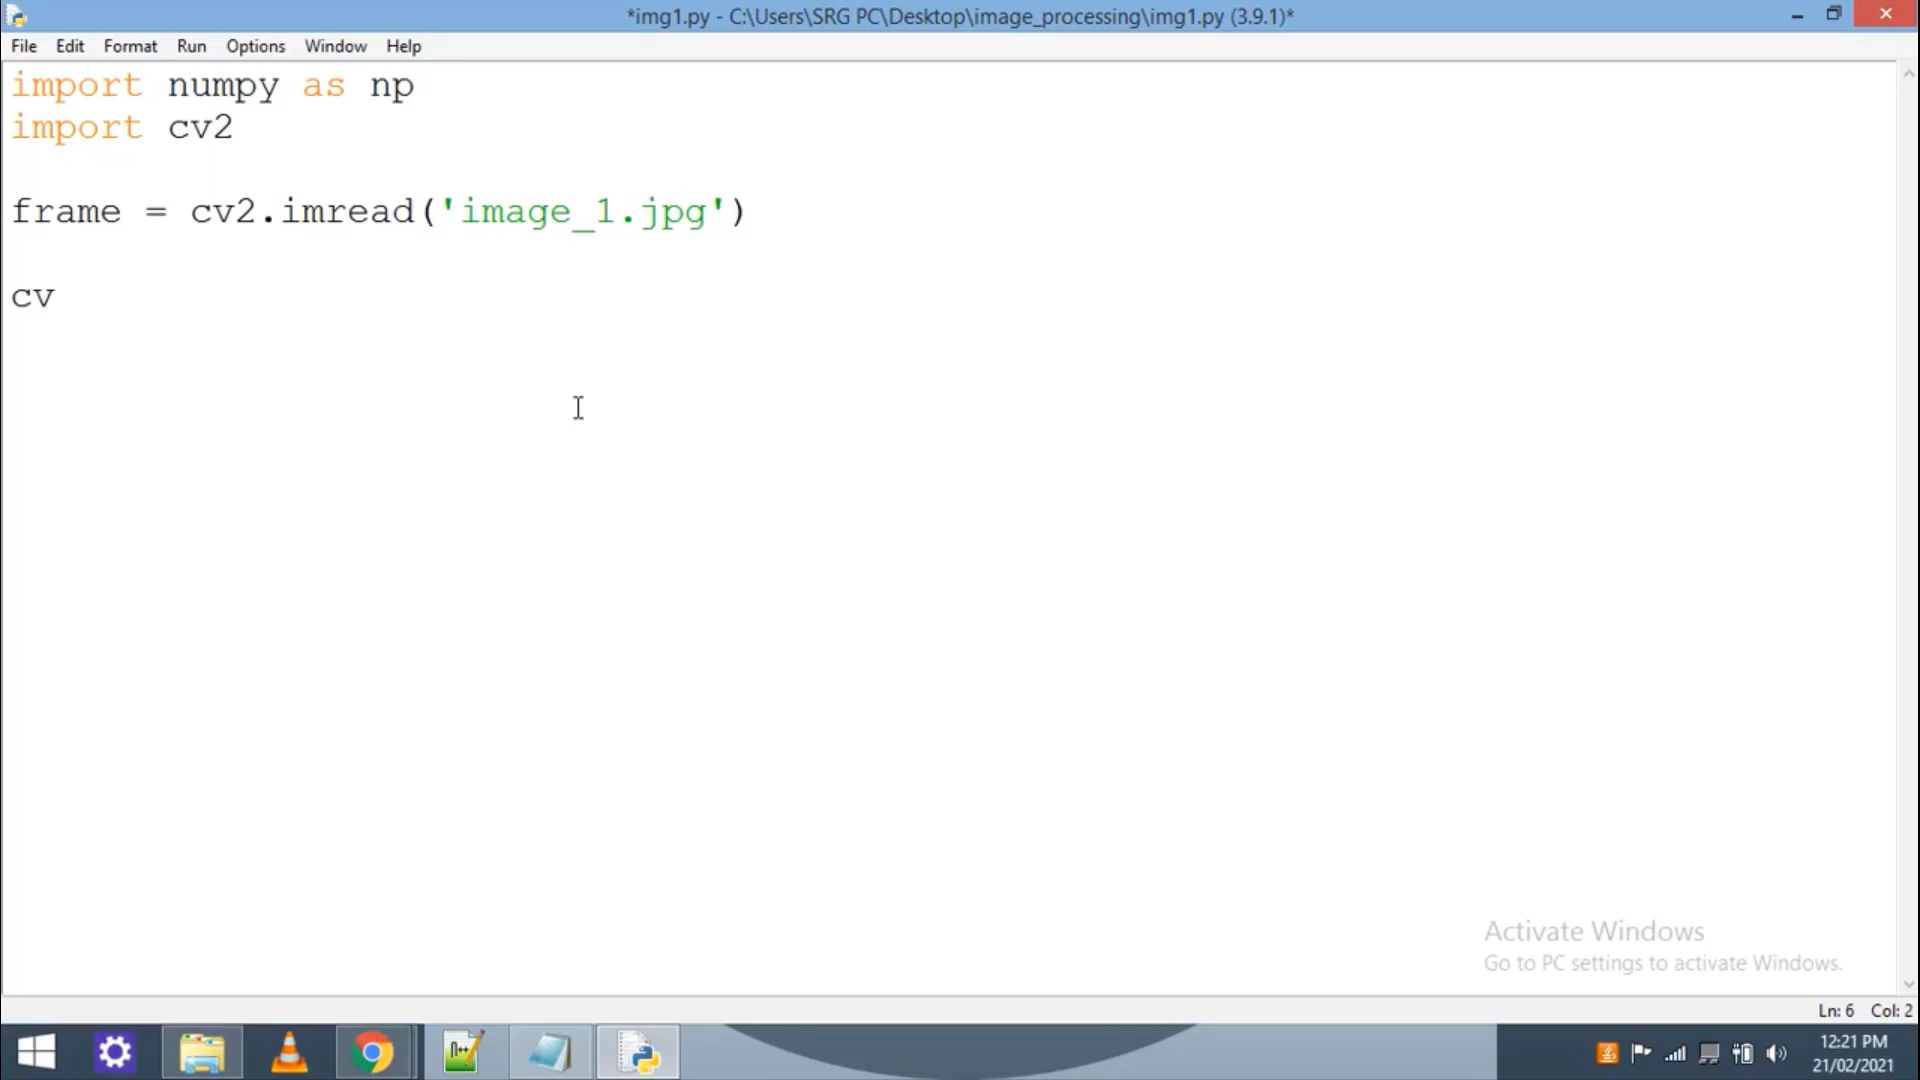 *img1.py - C:\Users\SRG PC\Desktop\image_processing\img1.py (3.9.1)*
File Edit Format Run Options Window Help
import numpy as np
import cv2
frame = cv2.imread('image_1.jpg')
cv
Activate Windows
Go to PC settings to activate Windows.
Ln: 6 Col: 2
12:21 PM
21/02/2021